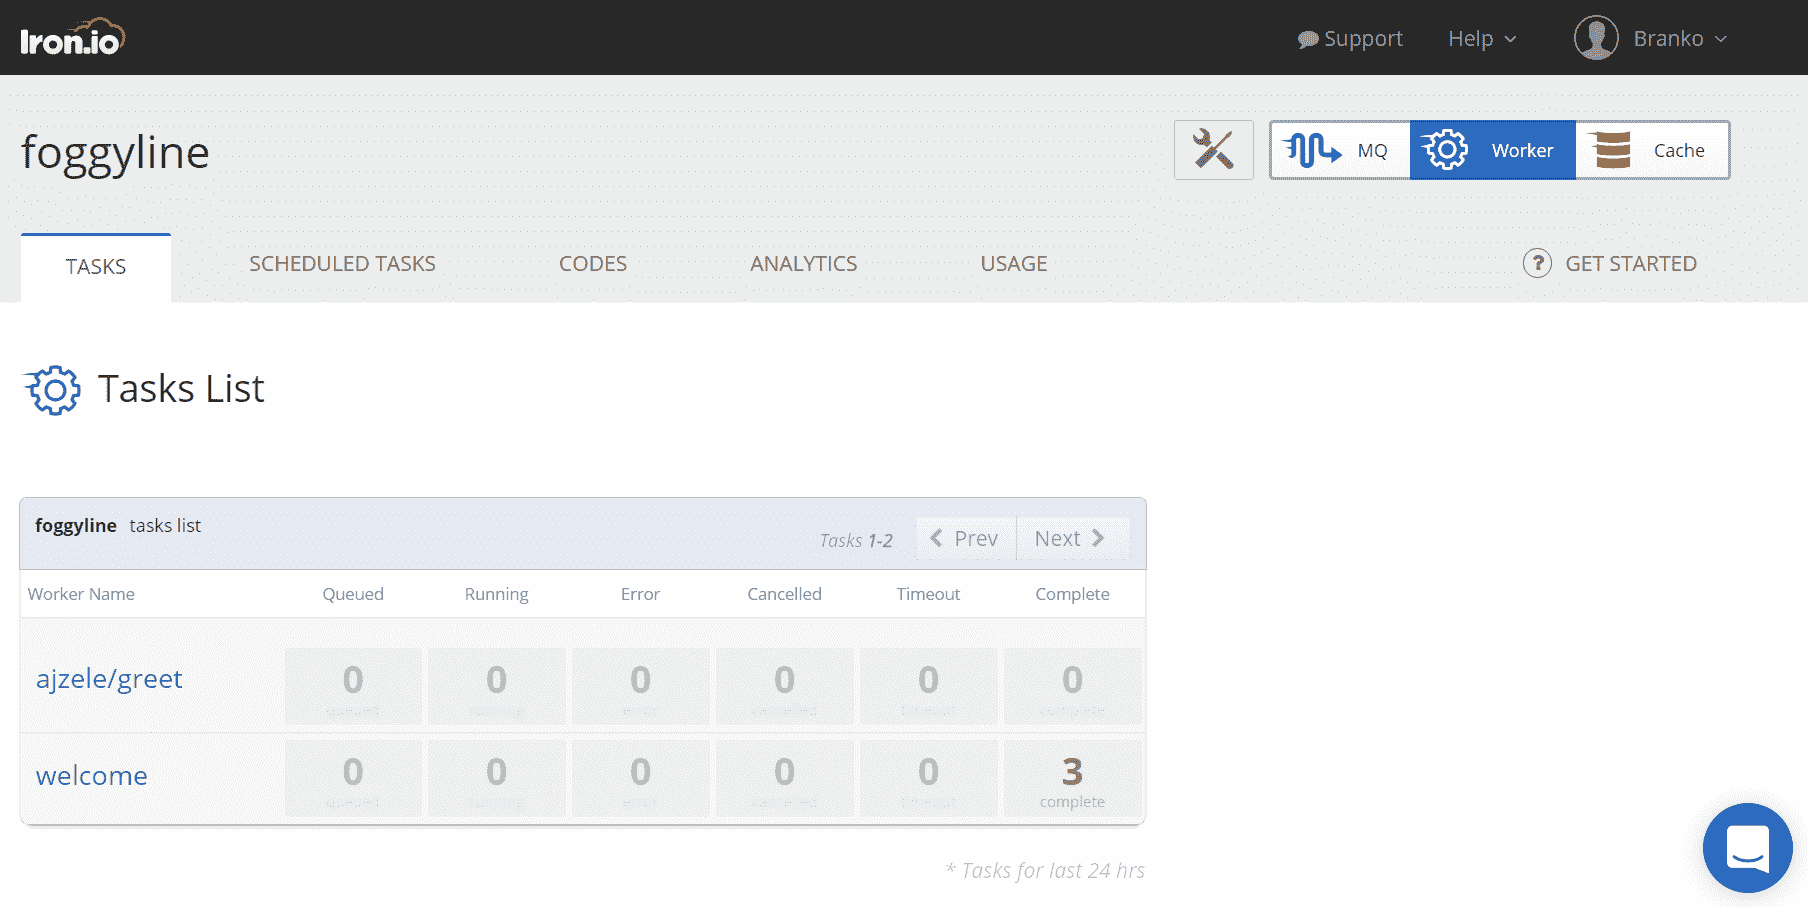 Iron.io
Support Help Branko
foggyline
MQ Worker Cache
TASKS SCHEDULED TASKS CODES ANALYTICS USAGE ? GET STARTED
Tasks List
foggyline tasks list
Tasks 1-2 Prev Next
Worker Name Queued Running Error Cancelled Timeout Complete
ajzele/greet 0 0 0 0 0 0
queued running error cancelled timeout complete
welcome 0 0 0 0 0 3
queued running error cancelled timeout complete
* Tasks for last 24 hrs